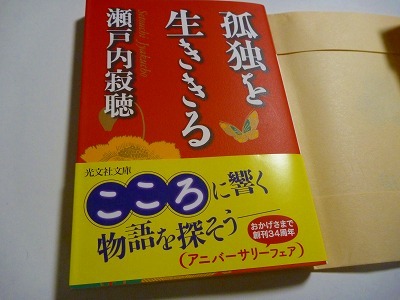 孤独を
生ききる
瀬戸内寂聴
Setouchi Jakucho
光文社文庫
こころに響く
物語を探そう——
(アニバーサリーフェア)
おかげさまで
創刊34周年